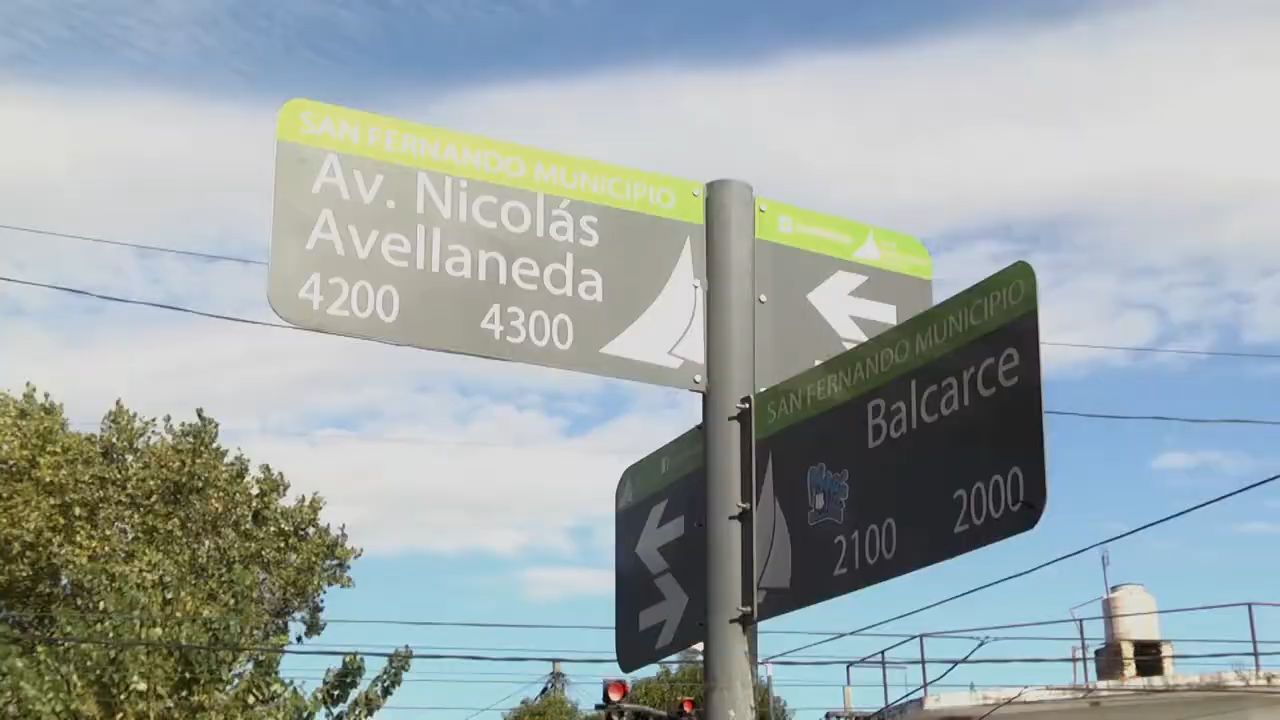 SAN FERNANDO MUNICIPIO
Av. Nicolás
Avellaneda
4200 4300
SAN FERNANDO MUNICIPIO
Balcarce
2100 2000